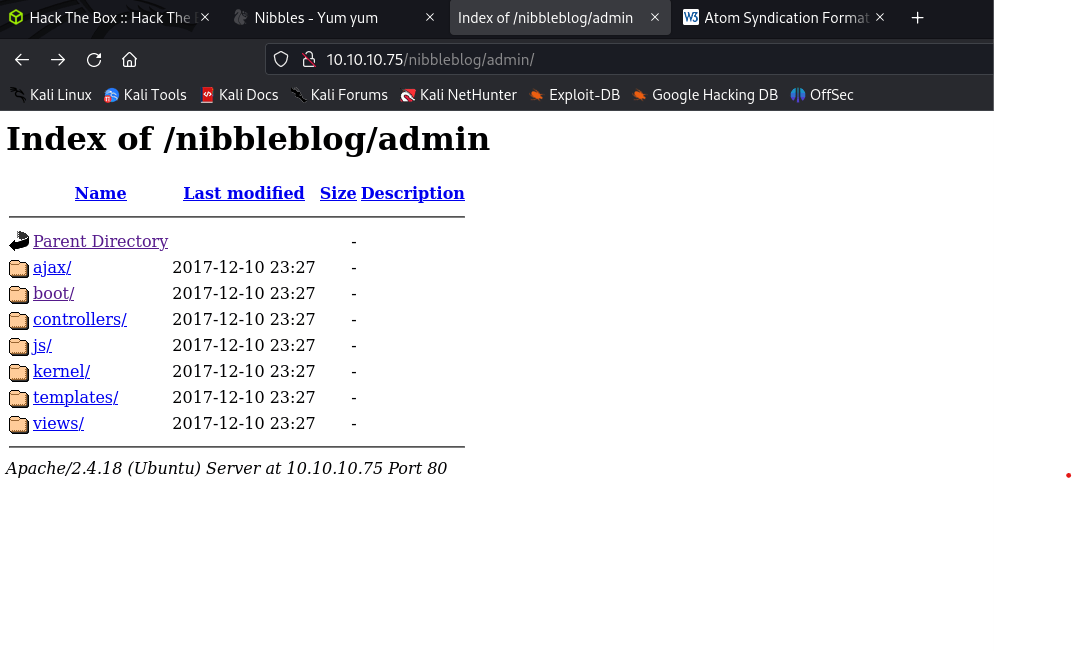 Hack The Box :: Hack The
Nibbles - Yum yum
Index of /nibbleblog/admin
W3 Atom Syndication Format
10.10.10.75/nibbleblog/admin/
Kali Linux Kali Tools Kali Docs Kali Forums Kali NetHunter Exploit-DB Google Hacking DB OffSec
Index of /nibbleblog/admin
Name Last modified Size Description
Parent Directory -
ajax/ 2017-12-10 23:27 -
boot/ 2017-12-10 23:27 -
controllers/ 2017-12-10 23:27 -
js/ 2017-12-10 23:27 -
kernel/ 2017-12-10 23:27 -
templates/ 2017-12-10 23:27 -
views/ 2017-12-10 23:27 -
Apache/2.4.18 (Ubuntu) Server at 10.10.10.75 Port 80